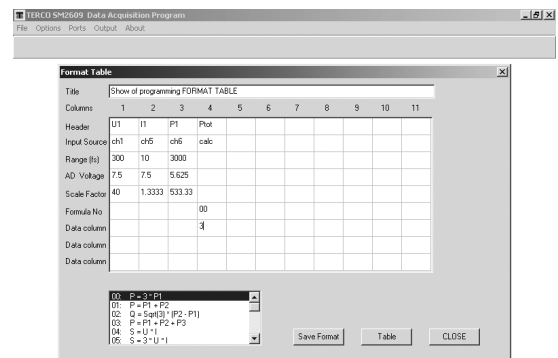 TERCO SM2609 Data Acquisition Program
File Options Ports Output About
Format Table
Title Show of programming FORMAT TABLE
Columns 1 2 3 4 5 6 7 8 9 10 11
Header U1 I1 P1 Ptot
Input Source ch1 ch5 ch6 calc
Range (fs) 300 10 3000
AD Voltage 7.5 7.5 5.625
Scale Factor 40 1.3333 533.33
Formula No 00
Data column 3
Data column
Data column
00: P = 3 * P1
01: P = P1 + P2
02: Q = Sqrt(3) * (P2 - P1)
03: P = P1 + P2 + P3
04: S = U * I
05: S = 3 * U * I
Save Format Table CLOSE